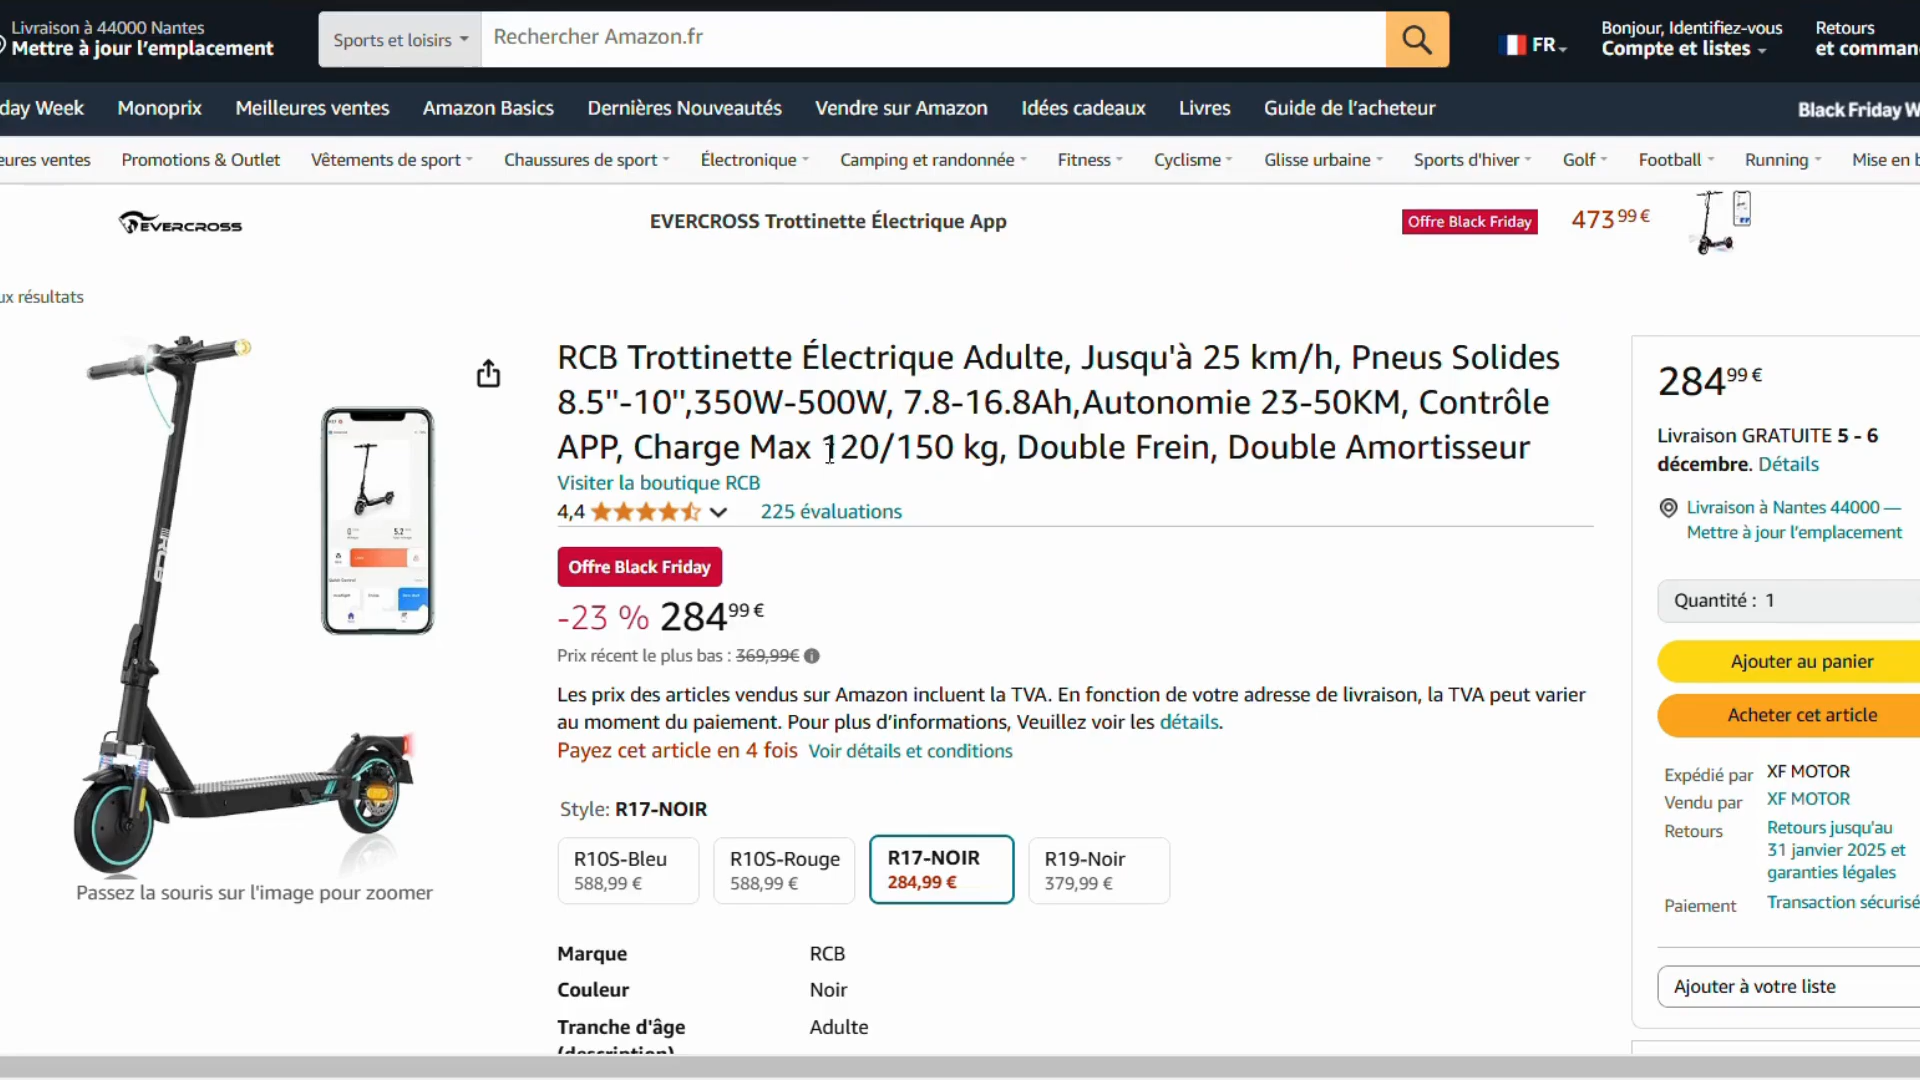 Livraison à 44000 Nantes
Mettre à jour l’emplacement
Sports et loisirs
Rechercher Amazon.fr
FR
Bonjour, Identifiez-vous
Compte et listes
Retours
et comman
day Week
Monoprix
Meilleures ventes
Amazon Basics
Dernières Nouveautés
Vendre sur Amazon
Idées cadeaux
Livres
Guide de l’acheteur
Black Friday W
eures ventes
Promotions & Outlet
Vêtements de sport
Chaussures de sport
Électronique
Camping et randonnée
Fitness
Cyclisme
Glisse urbaine
Sports d'hiver
Golf
Football
Running
Mise en b
EVERCROSS
EVERCROSS Trottinette Électrique App
Offre Black Friday
473 99 €
ux résultats
RCB
Passez la souris sur l'image pour zoomer
RCB Trottinette Électrique Adulte, Jusqu'à 25 km/h, Pneus Solides
8.5''-10'',350W-500W, 7.8-16.8Ah,Autonomie 23-50KM, Contrôle
APP, Charge Max 120/150 kg, Double Frein, Double Amortisseur
Visiter la boutique RCB
4,4
225 évaluations
Offre Black Friday
-23 % 284 99 €
Prix récent le plus bas : 369,99€
Les prix des articles vendus sur Amazon incluent la TVA. En fonction de votre adresse de livraison, la TVA peut varier
au moment du paiement. Pour plus d’informations, Veuillez voir les détails.
Payez cet article en 4 fois Voir détails et conditions
Style: R17-NOIR
R10S-Bleu
588,99 €
R10S-Rouge
588,99 €
R17-NOIR
284,99 €
R19-Noir
379,99 €
Marque RCB
Couleur Noir
Tranche d'âge Adulte
(description)
284 99 €
Livraison GRATUITE 5 - 6
décembre. Détails
Livraison à Nantes 44000 —
Mettre à jour l’emplacement
Quantité : 1
Ajouter au panier
Acheter cet article
Expédié par XF MOTOR
Vendu par XF MOTOR
Retours Retours jusqu'au
31 janvier 2025 et
garanties légales
Paiement Transaction sécurisé
Ajouter à votre liste